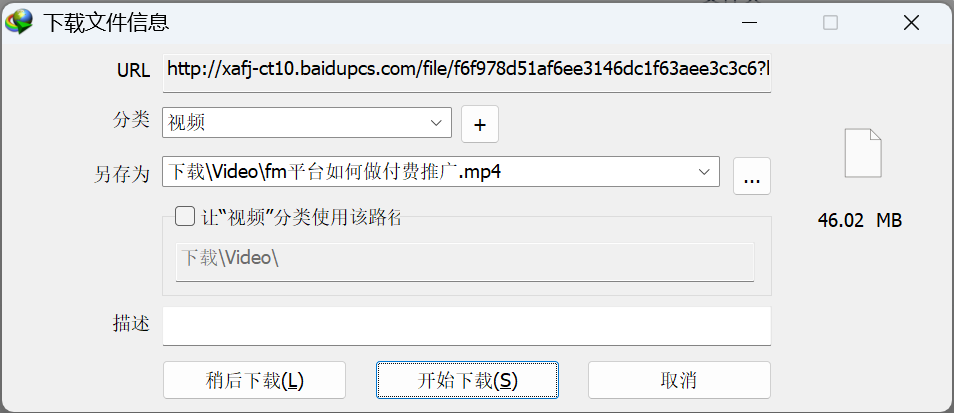 下载文件信息
URL http://xafj-ct10.baidupcs.com/file/f6f978d51af6ee3146dc1f63aee3c3c6?
分类 视频 +
另存为 下载\Video\fm平台如何做付费推广.mp4 ...
46.02 MB
让“视频”分类使用该路径
下载\Video\
描述
稍后下载(L) 开始下载(S) 取消